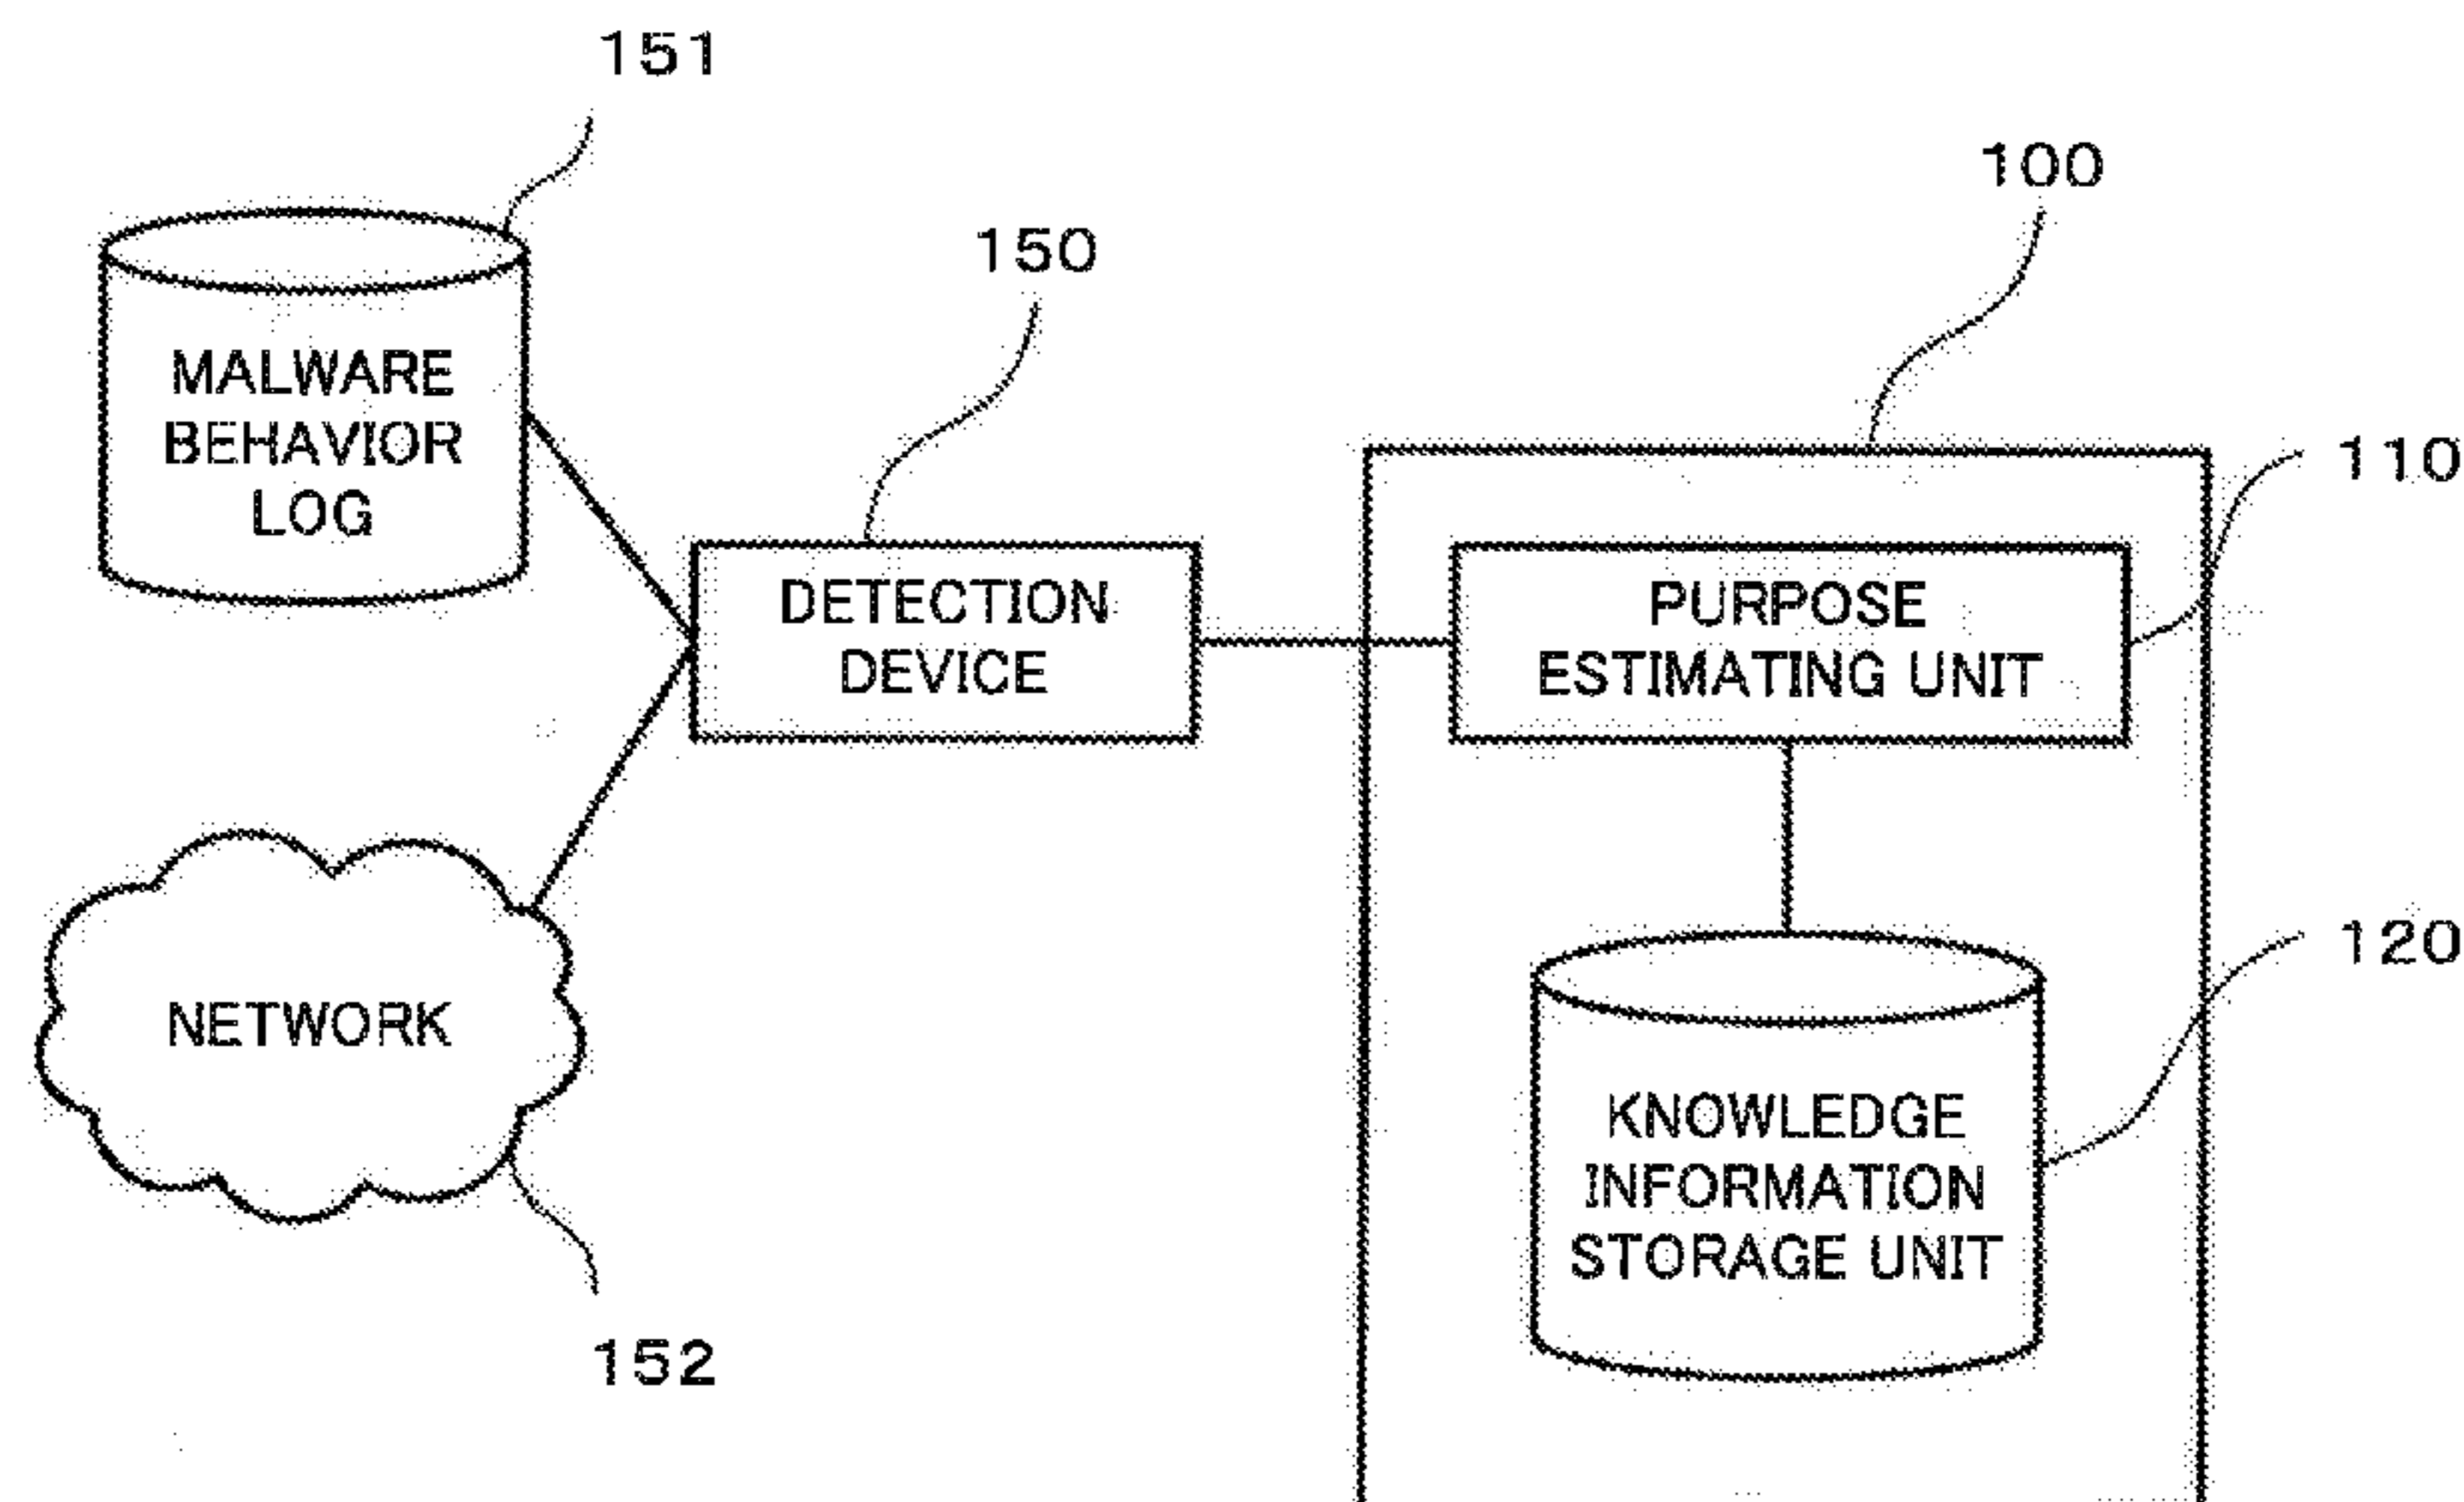 151
100
150
110
MALWARE
BEHAVIOR
LOG
DETECTION
DEVICE
PURPOSE
ESTIMATING UNIT
120
NETWORK
KNOWLEDGE
INFORMATION
STORAGE UNIT
152